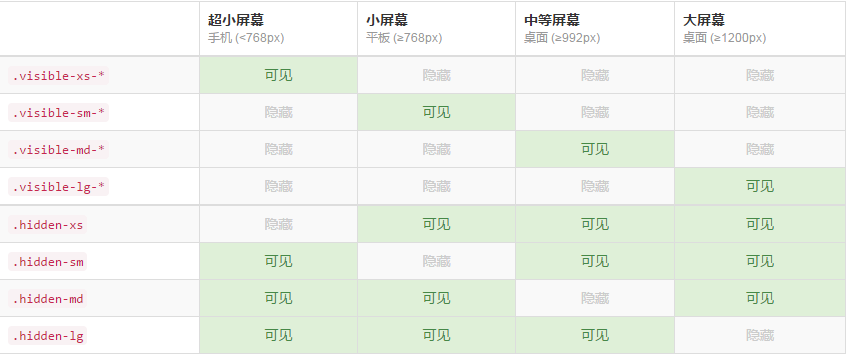 超小屏幕 小屏幕 中等屏幕 大屏幕
手机 (<768px) 平板 (≥768px) 桌面 (≥992px) 桌面 (≥1200px)
.visible-xs-* 可见 隐藏 隐藏 隐藏
.visible-sm-* 隐藏 可见 隐藏 隐藏
.visible-md-* 隐藏 隐藏 可见 隐藏
.visible-lg-* 隐藏 隐藏 隐藏 可见
.hidden-xs 隐藏 可见 可见 可见
.hidden-sm 可见 隐藏 可见 可见
.hidden-md 可见 可见 隐藏 可见
.hidden-lg 可见 可见 可见 隐藏